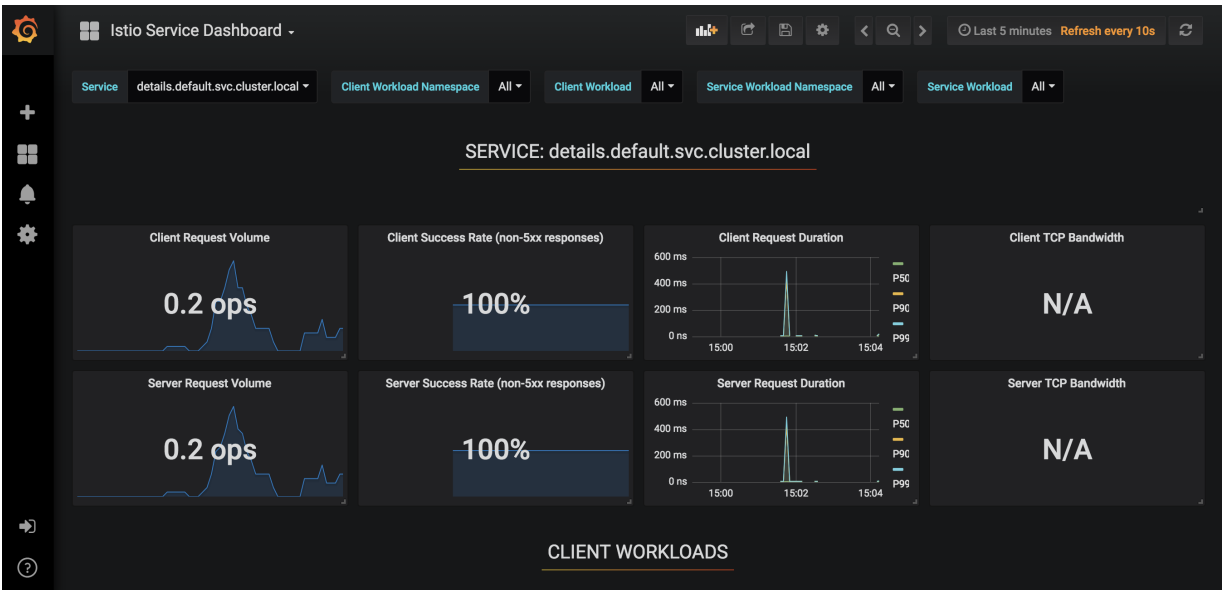 Istio Service Dashboard
Last 5 minutes Refresh every 10s
Service details.default.svc.cluster.local Client Workload Namespace All Client Workload All Service Workload Namespace All Service Workload All
SERVICE: details.default.svc.cluster.local
Client Request Volume
0.2 ops
Client Success Rate (non-5xx responses)
100%
Client Request Duration
600 ms
400 ms
200 ms
0 ns
15:00 15:02 15:04
P50
P90
P99
Client TCP Bandwidth
N/A
Server Request Volume
0.2 ops
Server Success Rate (non-5xx responses)
100%
Server Request Duration
600 ms
400 ms
200 ms
0 ns
15:00 15:02 15:04
P50
P90
P99
Server TCP Bandwidth
N/A
CLIENT WORKLOADS